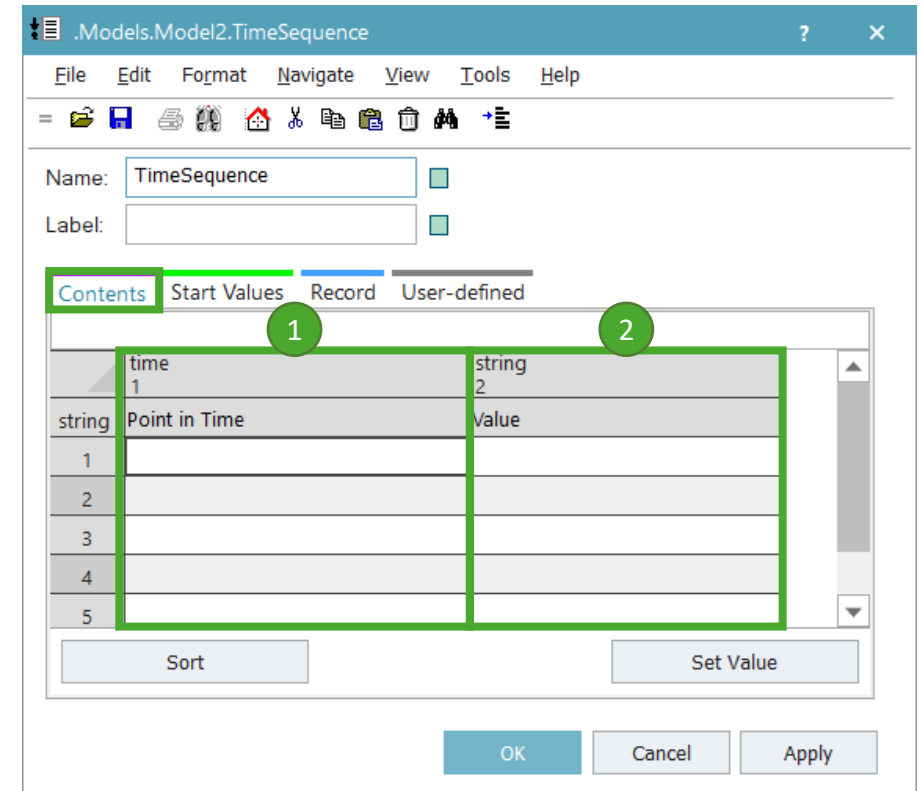 .Models.Model2.TimeSequence ? ×
File Edit Format Navigate View Tools Help
Name: TimeSequence
Label:
Contents Start Values Record User-defined
1 2
time string
1 2
string Point in Time Value
1
2
3
4
5
Sort Set Value
OK Cancel Apply